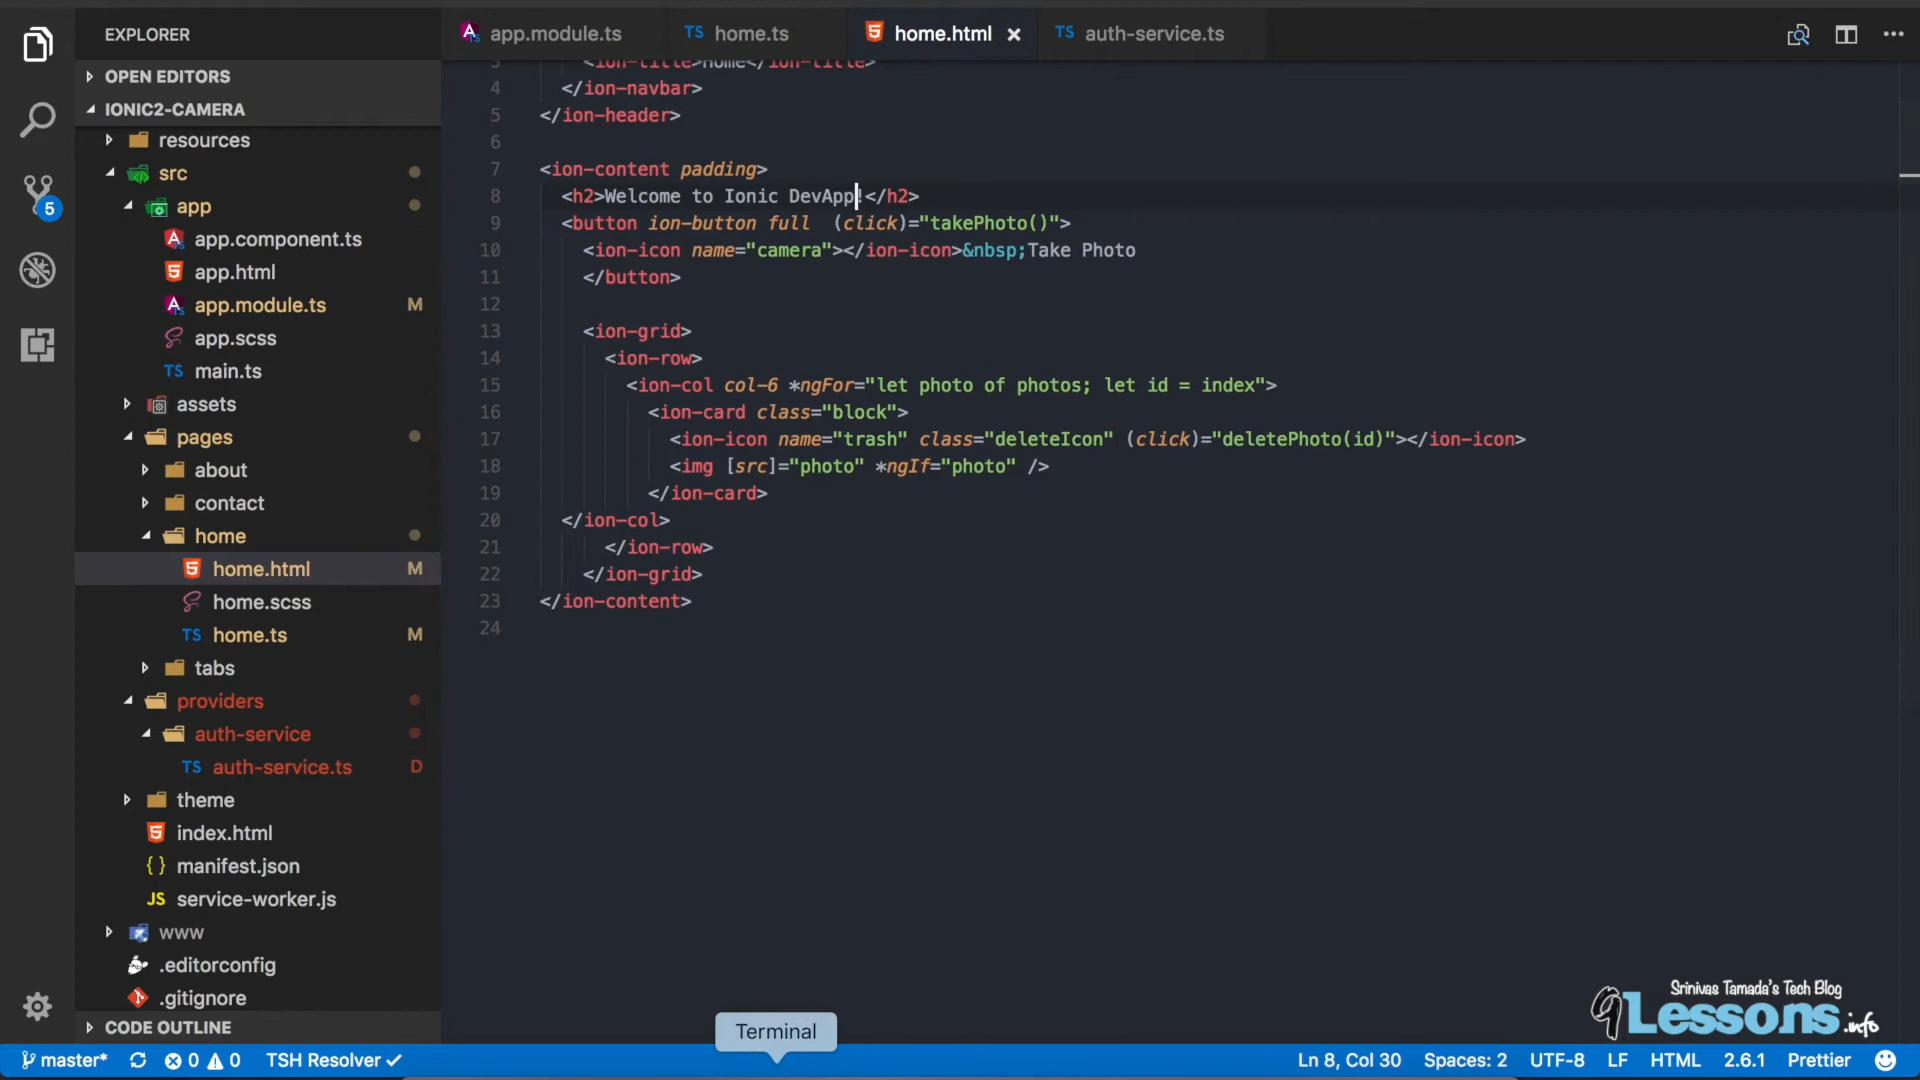 EXPLORER
OPEN EDITORS
IONIC2-CAMERA
resources
src
app
app.component.ts
app.html
app.module.ts M
app.scss
main.ts
assets
pages
about
contact
home
home.html M
home.scss
home.ts M
tabs
providers
auth-service
auth-service.ts D
theme
index.html
manifest.json
service-worker.js
www
.editorconfig
.gitignore
CODE OUTLINE
5
app.module.ts
TS home.ts
home.html
TS auth-service.ts
3 <ion-title>Home</ion-title>
4 </ion-navbar>
5 </ion-header>
6
7 <ion-content padding>
8 <h2>Welcome to Ionic DevApp!</h2>
9 <button ion-button full  (click)="takePhoto()">
10 <ion-icon name="camera"></ion-icon>&nbsp;Take Photo
11 </button>
12
13 <ion-grid>
14 <ion-row>
15 <ion-col col-6 *ngFor="let photo of photos; let id = index">
16 <ion-card class="block">
17 <ion-icon name="trash" class="deleteIcon" (click)="deletePhoto(id)"></ion-icon>
18 <img [src]="photo" *ngIf="photo" />
19 </ion-card>
20 </ion-col>
21 </ion-row>
22 </ion-grid>
23 </ion-content>
24
Srinivas Tamada's Tech Blog
9Lessons.info
Terminal
master* 0 0 TSH Resolver Ln 8, Col 30 Spaces: 2 UTF-8 LF HTML 2.6.1 Prettier